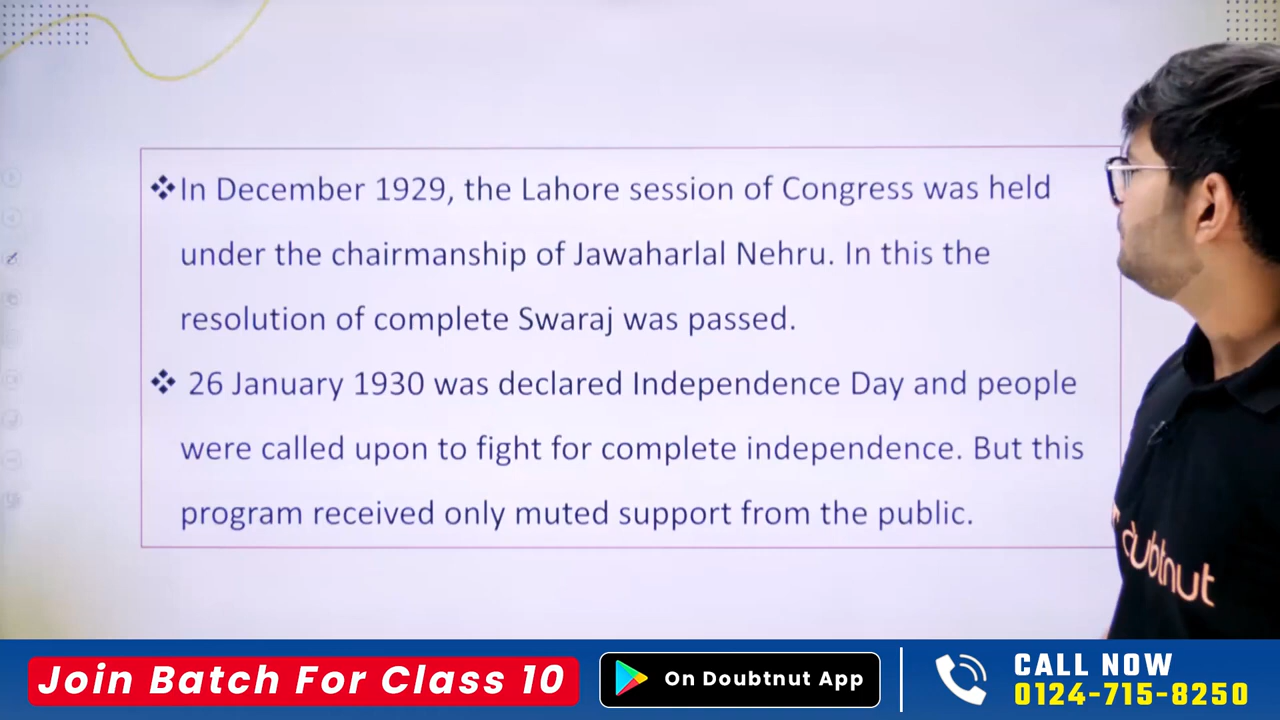 ❖In December 1929, the Lahore session of Congress was held
under the chairmanship of Jawaharlal Nehru. In this the
resolution of complete Swaraj was passed.
❖ 26 January 1930 was declared Independence Day and people
were called upon to fight for complete independence. But this
program received only muted support from the public.
doubtnut
Join Batch For Class 10
On Doubtnut App
CALL NOW
0124-715-8250